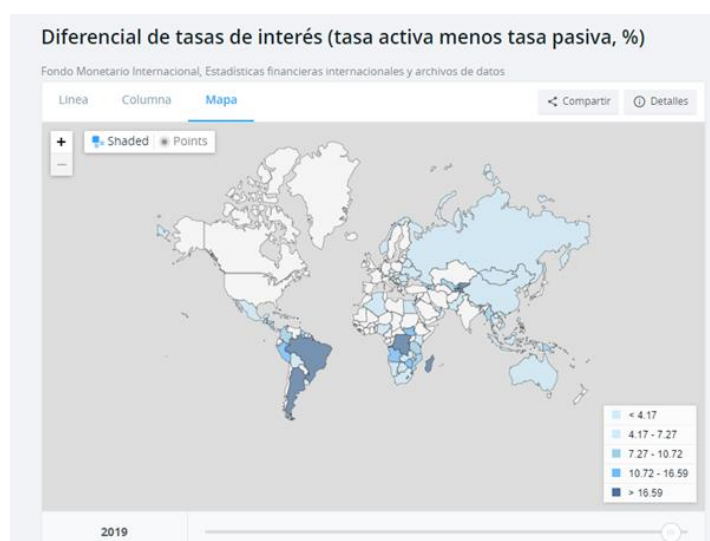 Diferencial de tasas de interés (tasa activa menos tasa pasiva, %)
Fondo Monetario Internacional, Estadísticas financieras internacionales y archivos de datos
Linea Columna Mapa Compartir Detalles
+ Shaded Points
−
< 4.17
4.17 - 7.27
7.27 - 10.72
10.72 - 16.59
> 16.59
2019